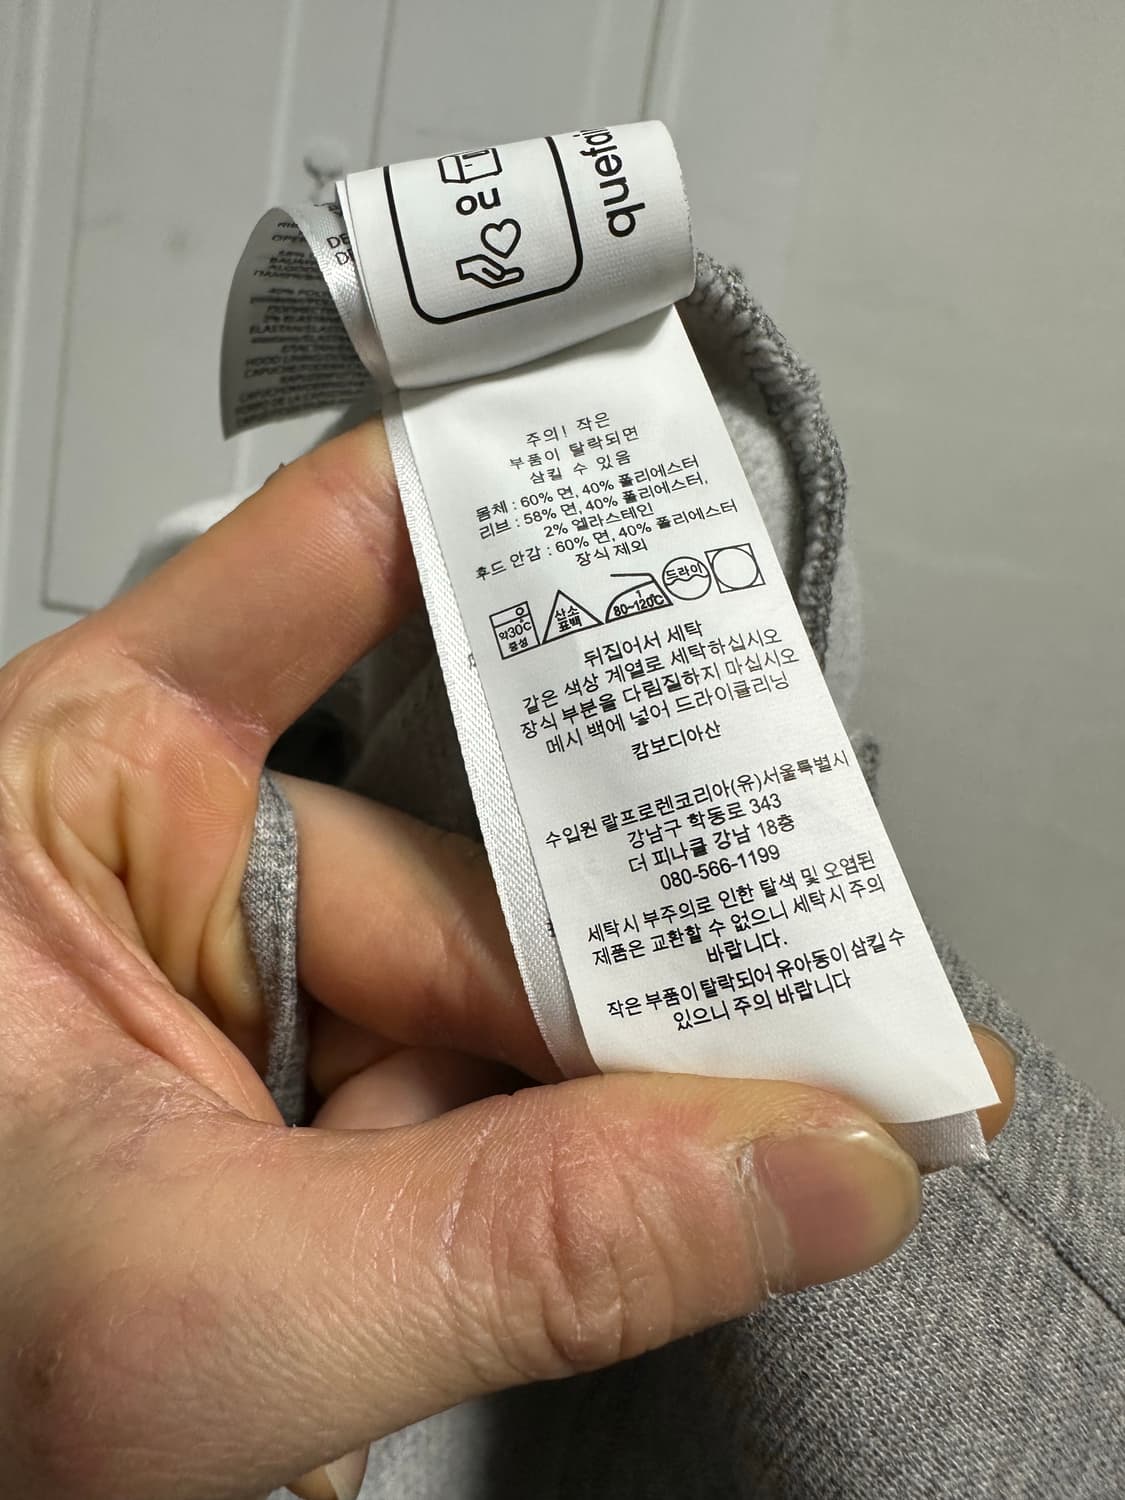 quefai
ou
주의! 작은
부품이 탈락되면
삼킬 수 있음
몸체 : 60% 면, 40% 폴리에스터
리브 : 58% 면, 40% 폴리에스터,
2% 엘라스테인
후드 안감 : 60% 면, 40% 폴리에스터
장식 제외
약30℃
중성
산소
표백
1
80~120℃
드라이
뒤집어서 세탁
같은 색상 계열로 세탁하십시오
장식 부분을 다림질하지 마십시오
메시 백에 넣어 드라이클리닝
캄보디아산
수입원 랄프로렌코리아(유)서울특별시
강남구 학동로 343
더 피나클 강남 18층
080-566-1199
세탁시 부주의로 인한 탈색 및 오염된
제품은 교환할 수 없으니 세탁시 주의
바랍니다.
작은 부품이 탈락되어 유아동이 삼킬 수
있으니 주의 바랍니다